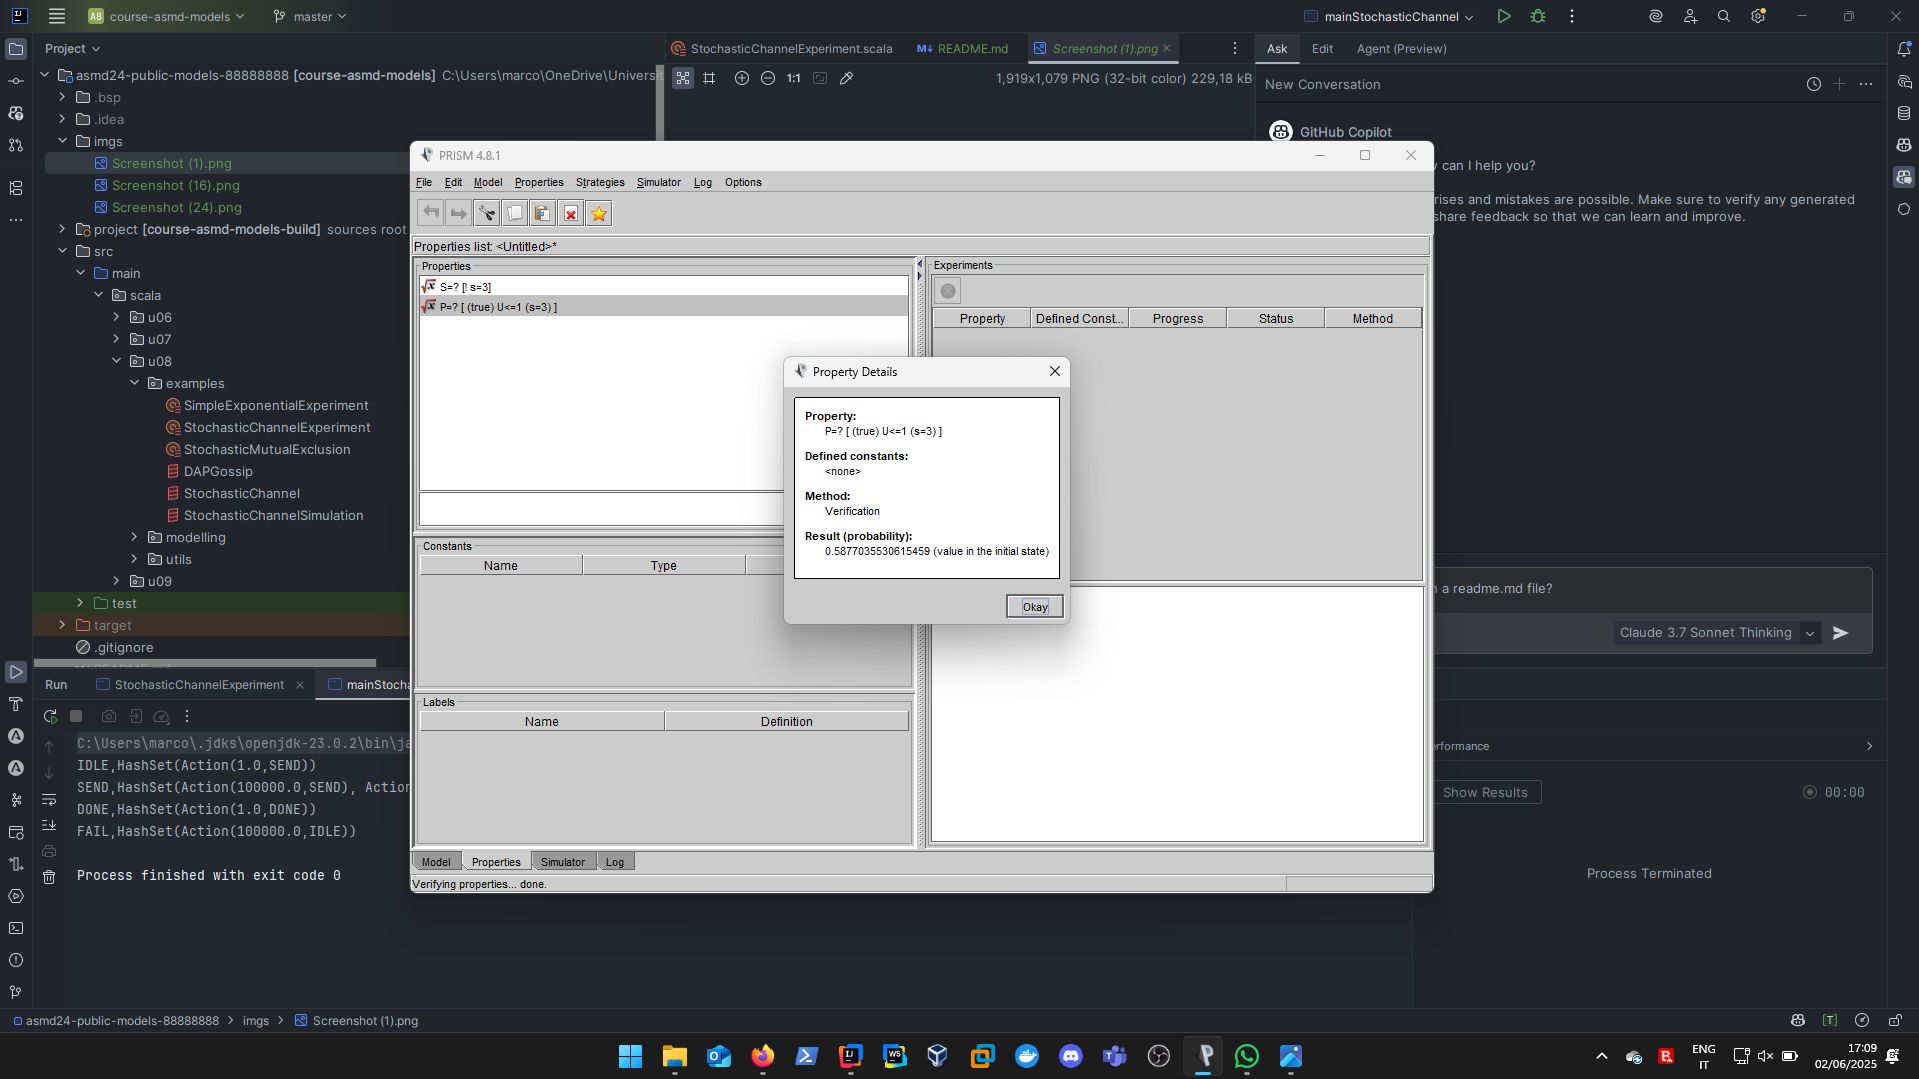 course-asmd-models
master
mainStochasticChannel
Project
StochasticChannelExperiment.scala
README.md
Screenshot (1).png
Ask
Edit
Agent (Preview)
asmd24-public-models-88888888 [course-asmd-models] C:\Users\marco\OneDrive\Universit
1:1
1,919x1,079 PNG (32-bit color) 229,18 kB
New Conversation
.bsp
.idea
imgs
Screenshot (1).png
Screenshot (16).png
Screenshot (24).png
project [course-asmd-models-build] sources root
src
main
scala
u06
u07
u08
examples
SimpleExponentialExperiment
StochasticChannelExperiment
StochasticMutualExclusion
DAPGossip
StochasticChannel
StochasticChannelSimulation
modelling
utils
u09
test
target
.gitignore
GitHub Copilot
y can I help you?
rises and mistakes are possible. Make sure to verify any generated
share feedback so that we can learn and improve.
n a readme.md file?
Claude 3.7 Sonnet Thinking
PRISM 4.8.1
File Edit Model Properties Strategies Simulator Log Options
Properties list: <Untitled>*
Properties
S=? [! s=3]
P=? [ (true) U<=1 (s=3) ]
Experiments
Property Defined Const... Progress Status Method
Property Details
Property:
P=? [ (true) U<=1 (s=3) ]
Defined constants:
<none>
Method:
Verification
Result (probability):
0.5877035530615459 (value in the initial state)
Okay
Constants
Name Type
Labels
Name Definition
Model Properties Simulator Log
Verifying properties... done.
Run
StochasticChannelExperiment
mainStocha
C:\Users\marco\.jdks\openjdk-23.0.2\bin\ja
IDLE,HashSet(Action(1.0,SEND))
SEND,HashSet(Action(100000.0,SEND), Action
DONE,HashSet(Action(1.0,DONE))
FAIL,HashSet(Action(100000.0,IDLE))
Process finished with exit code 0
erformance
Show Results
00:00
Process Terminated
asmd24-public-models-88888888 > imgs > Screenshot (1).png
ENG
IT
17:09
02/06/2025